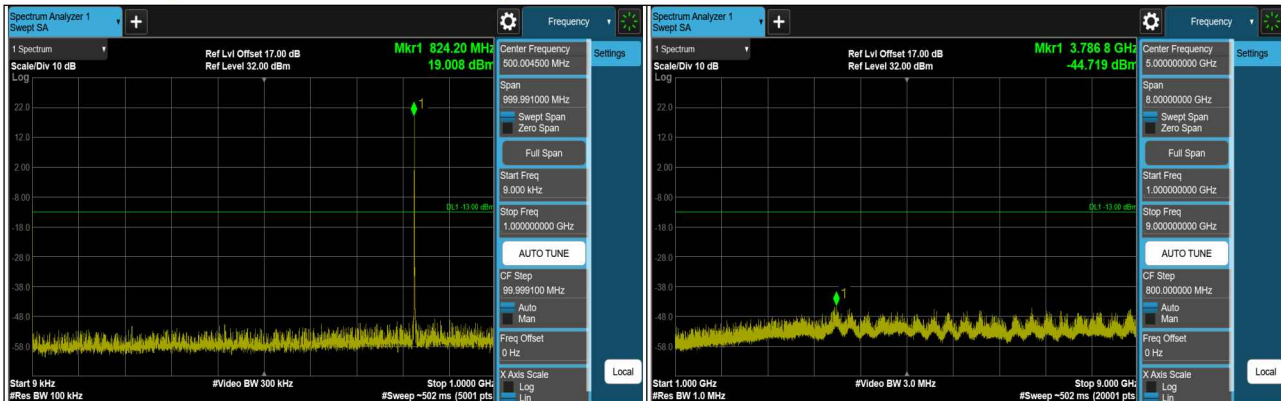 Spectrum Analyzer 1
Swept SA
+
Frequency
1 Spectrum
Scale/Div 10 dB
Log
Ref Lvl Offset 17.00 dB
Ref Level 32.00 dBm
Mkr1 824.20 MHz
19.008 dBm
1
22.0
12.0
2.00
-8.00
-18.0
-28.0
-38.0
-48.0
-58.0
DL1 -13.00 dBm
Start 9 kHz
#Res BW 100 kHz
#Video BW 300 kHz
Stop 1.0000 GHz
#Sweep ~502 ms (5001 pts)
Center Frequency
500.004500 MHz
Span
999.991000 MHz
Swept Span
Zero Span
Full Span
Start Freq
9.000 kHz
Stop Freq
1.000000000 GHz
AUTO TUNE
CF Step
99.999100 MHz
Auto
Man
Freq Offset
0 Hz
X Axis Scale
Log
Lin
Settings
Local
Spectrum Analyzer 1
Swept SA
+
Frequency
1 Spectrum
Scale/Div 10 dB
Log
Ref Lvl Offset 17.00 dB
Ref Level 32.00 dBm
Mkr1 3.786 8 GHz
-44.719 dBm
1
22.0
12.0
2.00
-8.00
-18.0
-28.0
-38.0
-48.0
-58.0
DL1 -13.00 dBm
Start 1.000 GHz
#Res BW 1.0 MHz
#Video BW 3.0 MHz
Stop 9.000 GHz
#Sweep ~502 ms (5001 pts)
Center Frequency
5.00000000 GHz
Span
8.00000000 GHz
Swept Span
Zero Span
Full Span
Start Freq
1.000000000 GHz
Stop Freq
9.000000000 GHz
AUTO TUNE
CF Step
800.000000 MHz
Auto
Man
Freq Offset
0 Hz
X Axis Scale
Log
Lin
Settings
Local